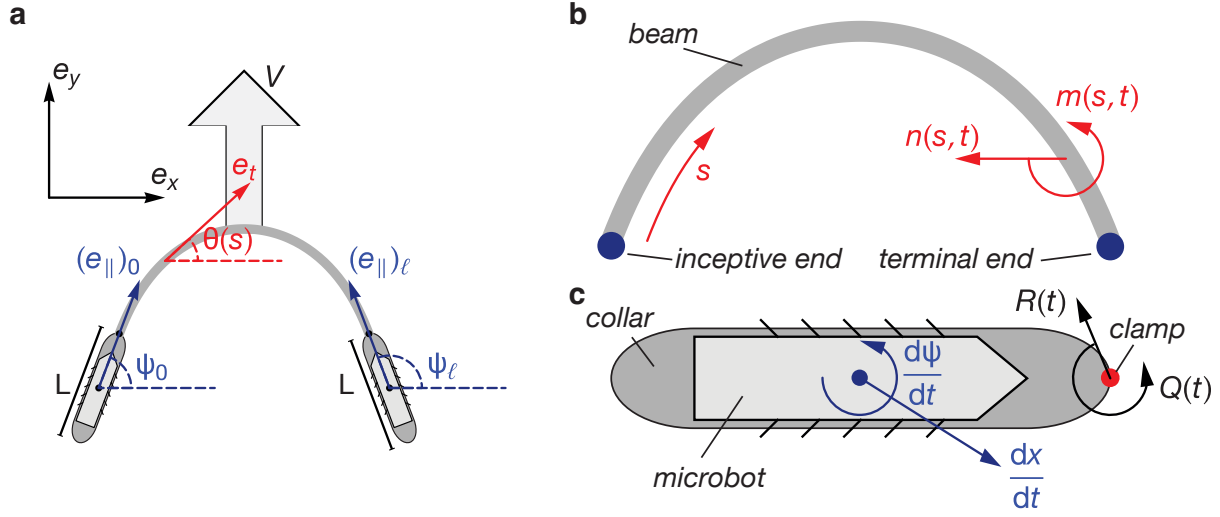 a
e_y
V
e_t
e_x
θ(s)
(e_∥)_0
(e_∥)_ℓ
L
ψ_0
L
ψ_ℓ
b
beam
m(s, t)
n(s, t)
s
inceptive end
terminal end
c
collar
R(t)
clamp
dψ
dt
Q(t)
microbot
dx
dt